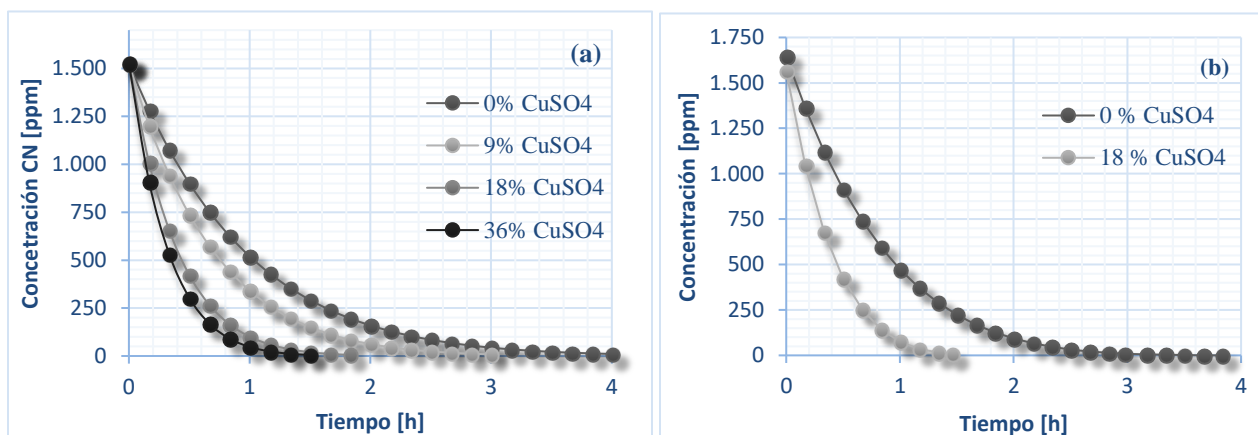 (a)
Concetración CN [ppm]
1.500
1.250
1.000
750
500
250
0
0% CuSO4
9% CuSO4
18% CuSO4
36% CuSO4
0 1 2 3 4
Tiempo [h]
(b)
Concentración [ppm]
1.750
1.500
1.250
1.000
750
500
250
0
0 % CuSO4
18 % CuSO4
0 1 2 3 4
Tiempo [h]